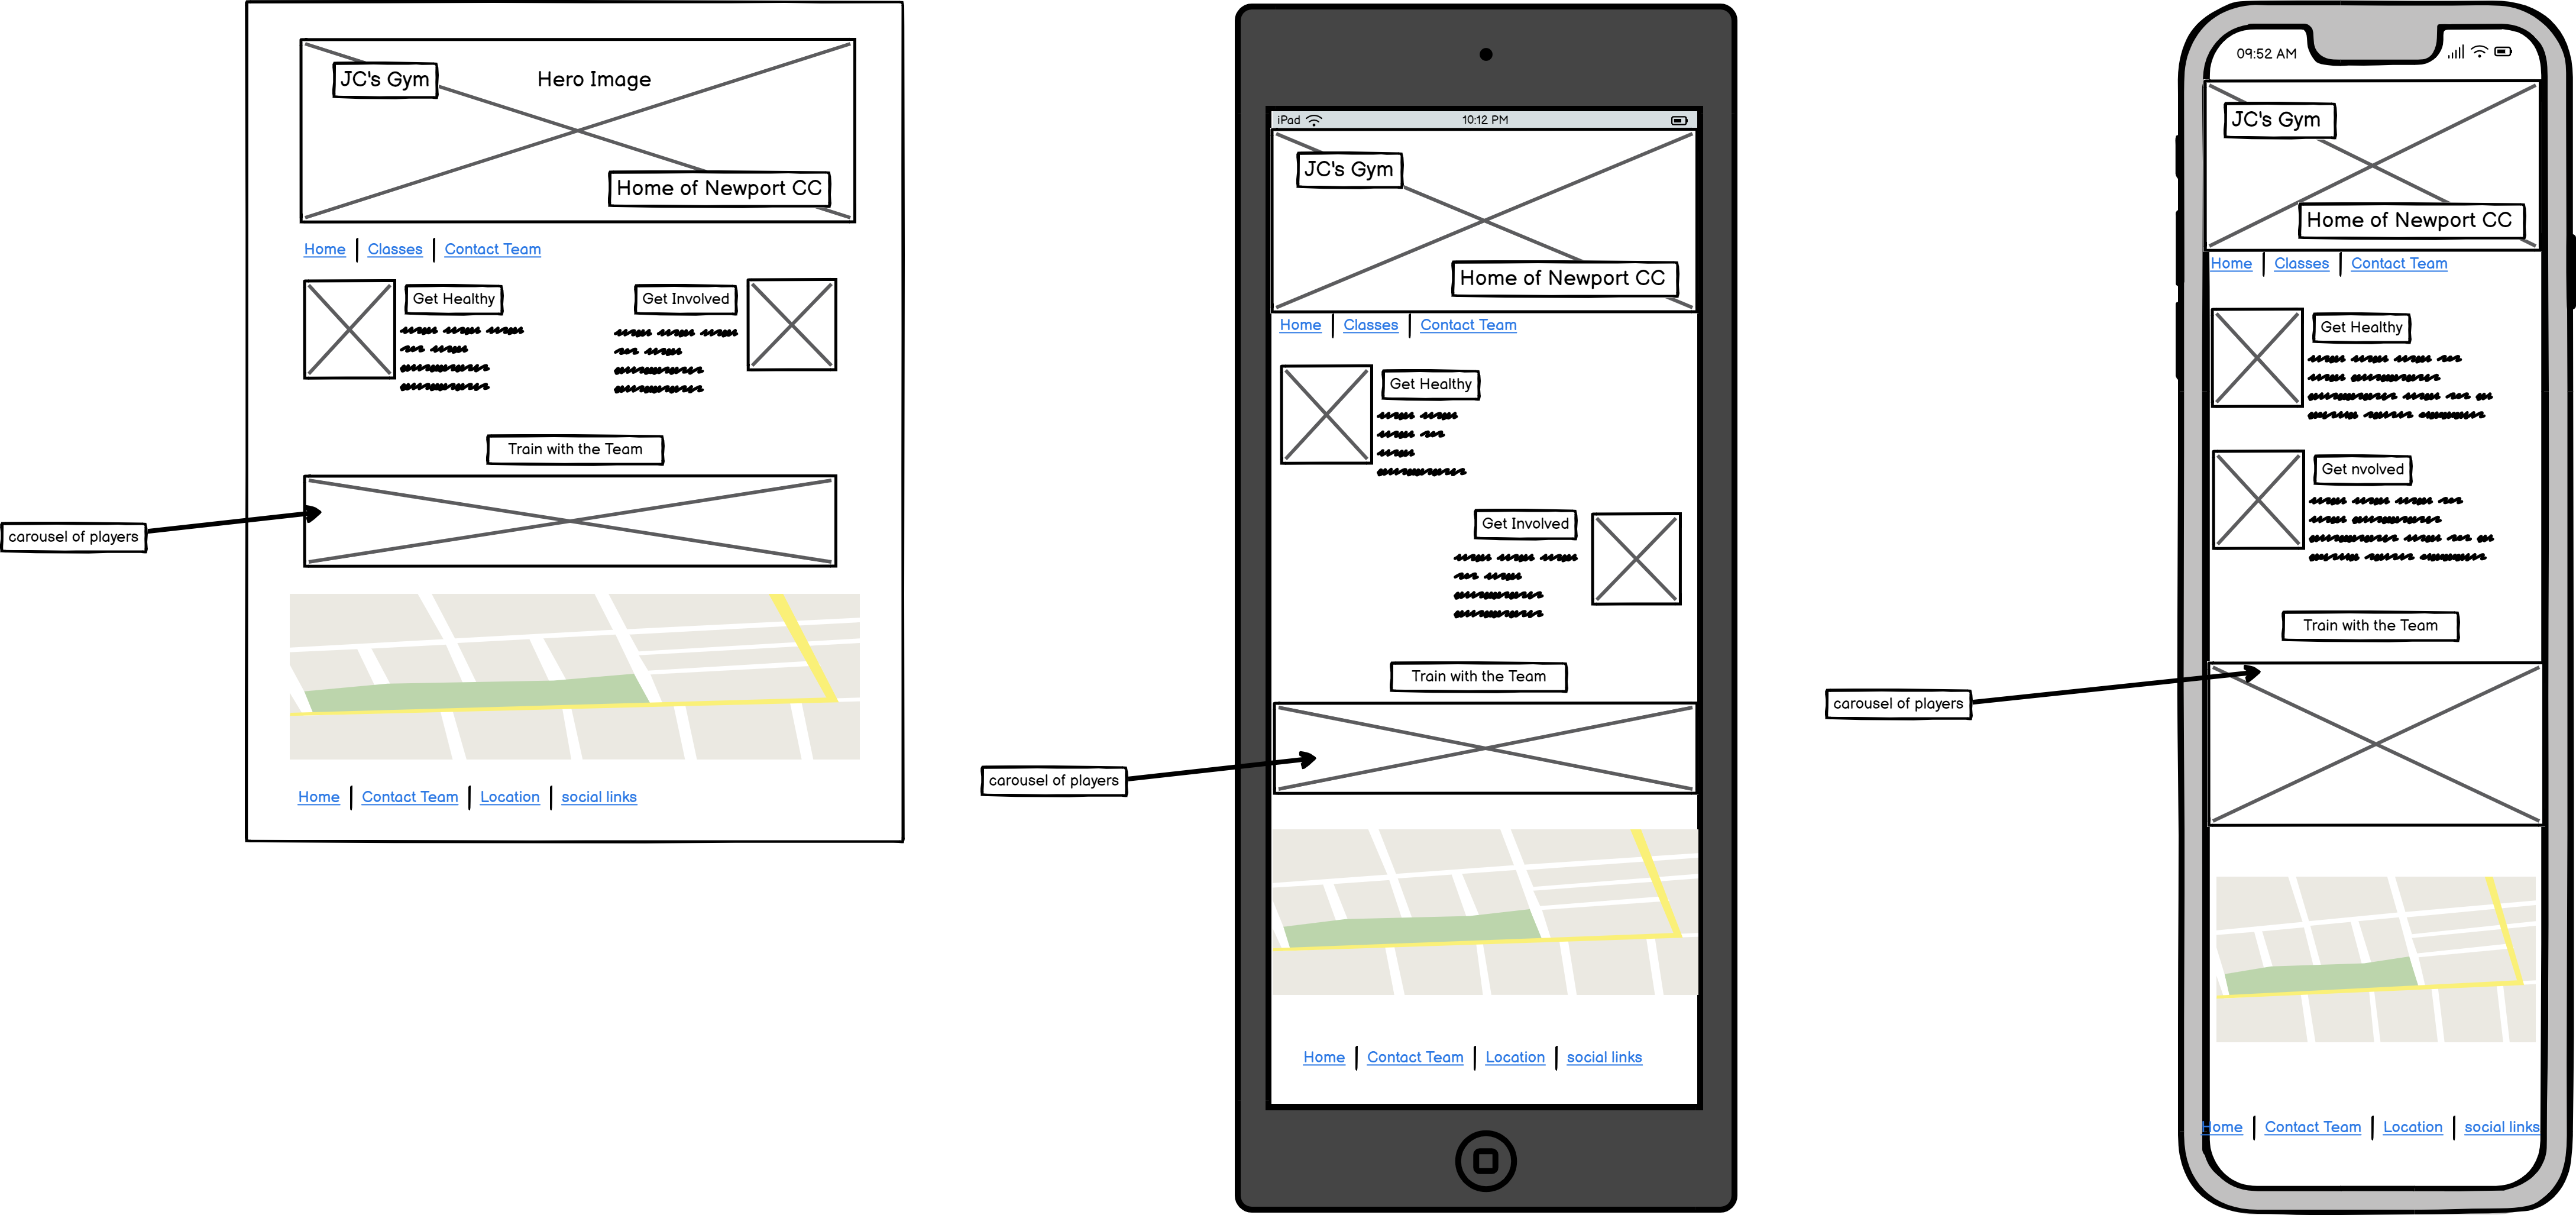 JC's Gym
Hero Image
Home of Newport CC
Home Classes Contact Team
Get Healthy
Get Involved
Train with the Team
carousel of players
Home Contact Team Location social links
iPad 10:12 PM
JC's Gym
Home of Newport CC
Home Classes Contact Team
Get Healthy
Get Involved
Train with the Team
carousel of players
Home Contact Team Location social links
09:52 AM
JC's Gym
Home of Newport CC
Home Classes Contact Team
Get Healthy
Get nvolved
Train with the Team
carousel of players
Home Contact Team Location social links